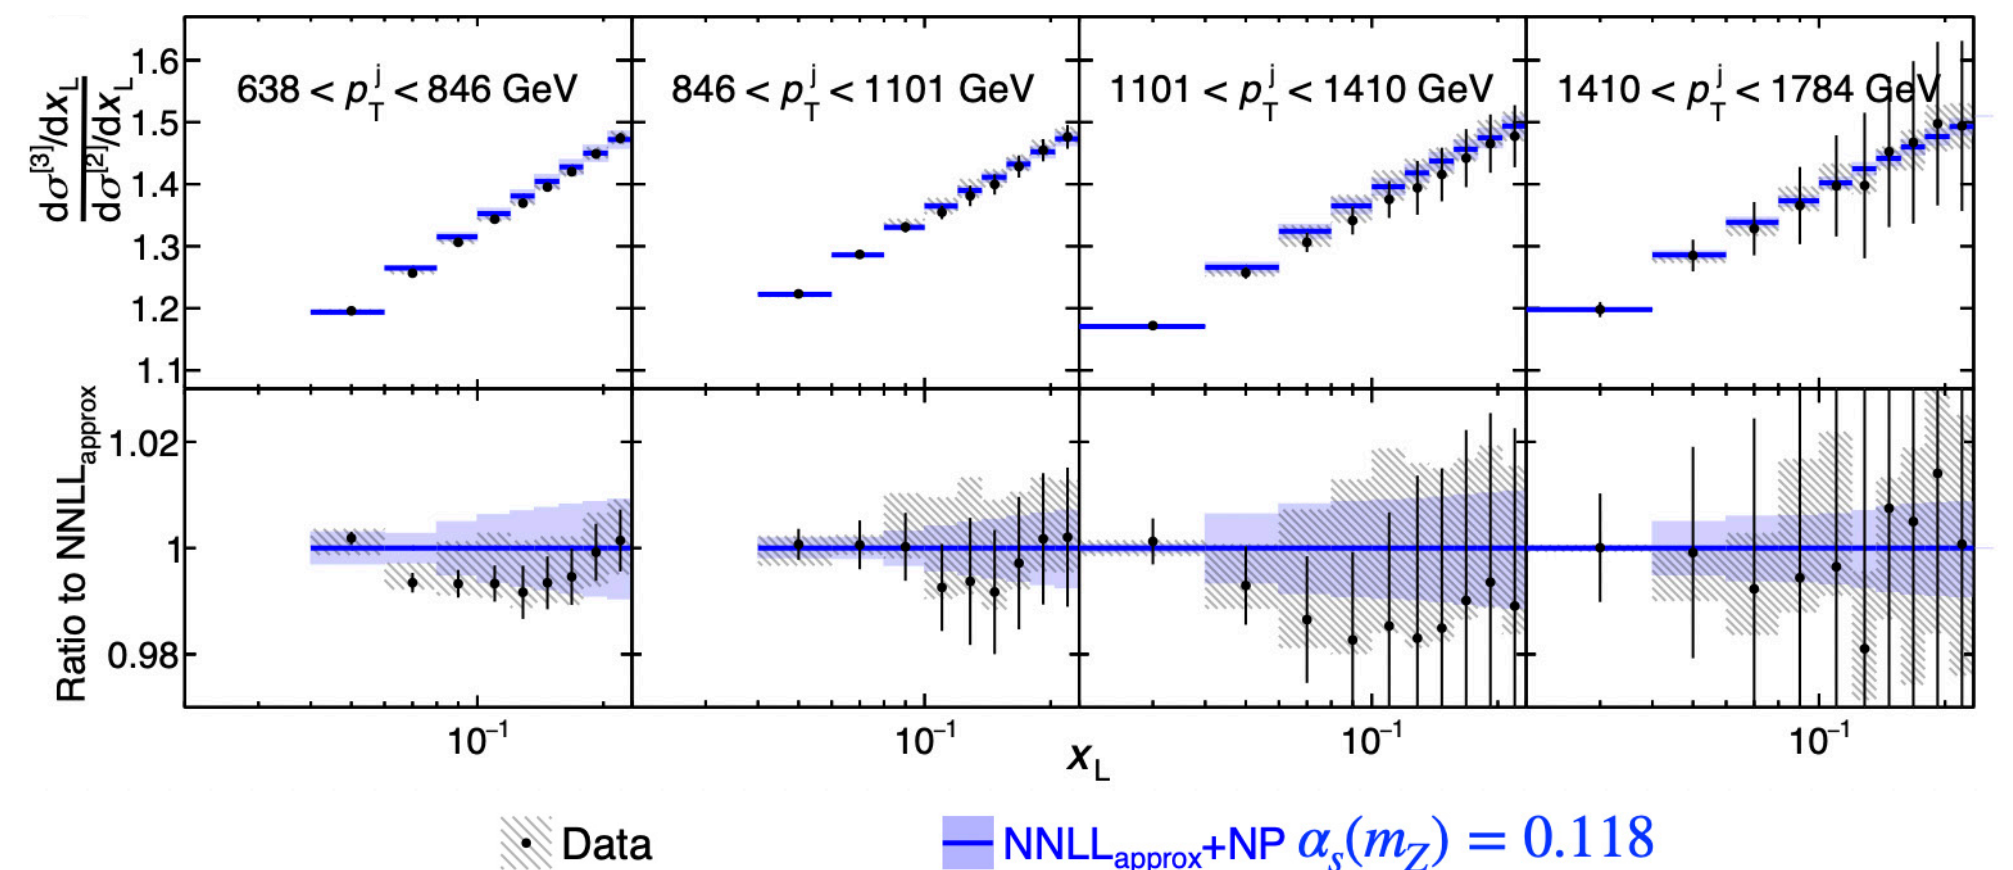 dσ^[3]/dx_L
dσ^[2]/dx_L
1.6
1.5
1.4
1.3
1.2
1.1
638 < p_T^j < 846 GeV
846 < p_T^j < 1101 GeV
1101 < p_T^j < 1410 GeV
1410 < p_T^j < 1784 GeV
Ratio to NNLL_approx
1.02
1
0.98
10^−1
10^−1
10^−1
10^−1
x_L
Data
NNLL_approx+NP α_s(m_Z) = 0.118